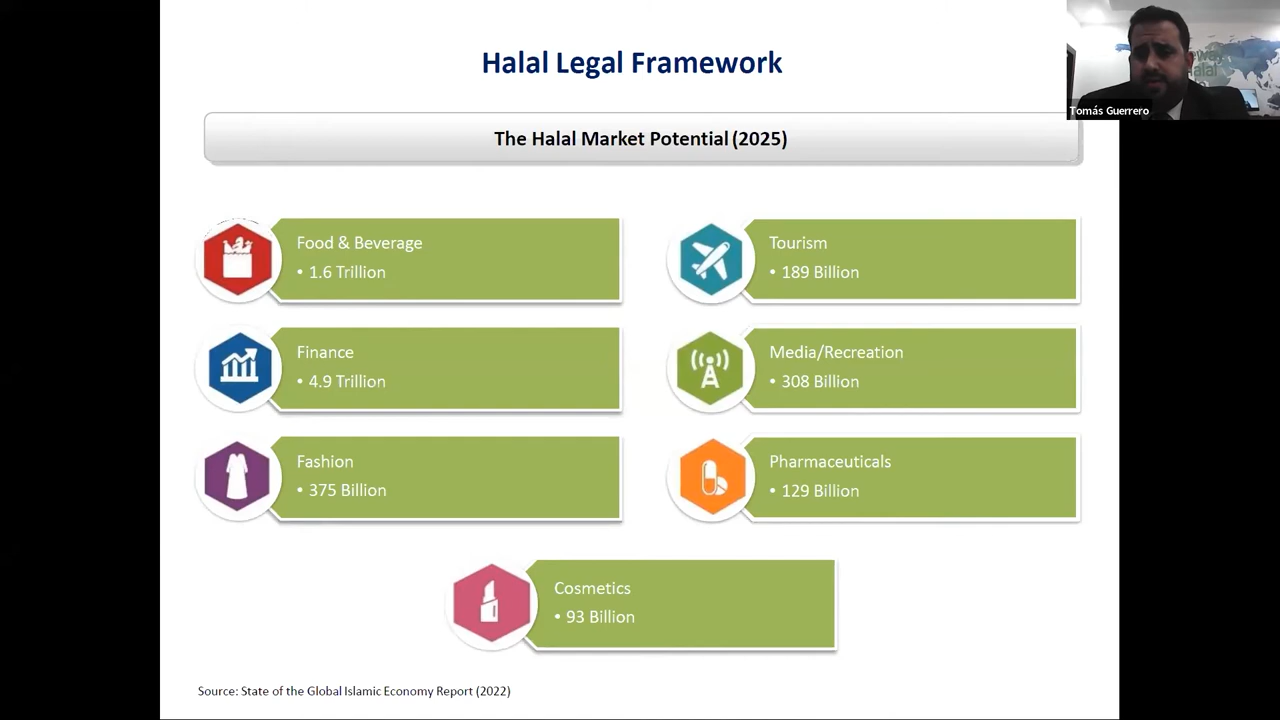 Halal Legal Framework
Tomás Guerrero
The Halal Market Potential (2025)
Food & Beverage
• 1.6 Trillion
Tourism
• 189 Billion
Finance
• 4.9 Trillion
Media/Recreation
• 308 Billion
Fashion
• 375 Billion
Pharmaceuticals
• 129 Billion
Cosmetics
• 93 Billion
Source: State of the Global Islamic Economy Report (2022)